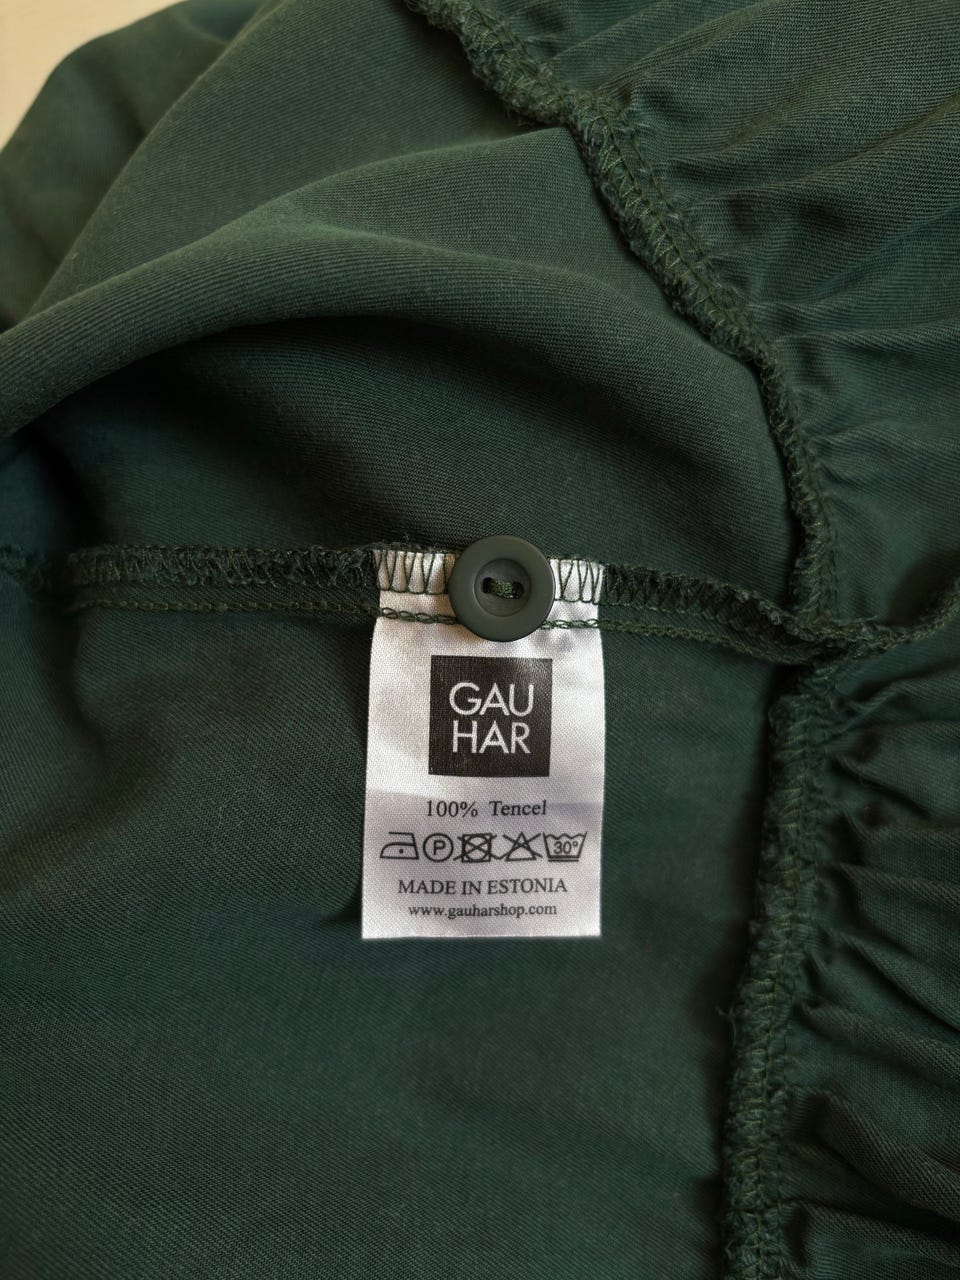 GAU
HAR
100% Tencel
P 30°
MADE IN ESTONIA
www.gauharshop.com